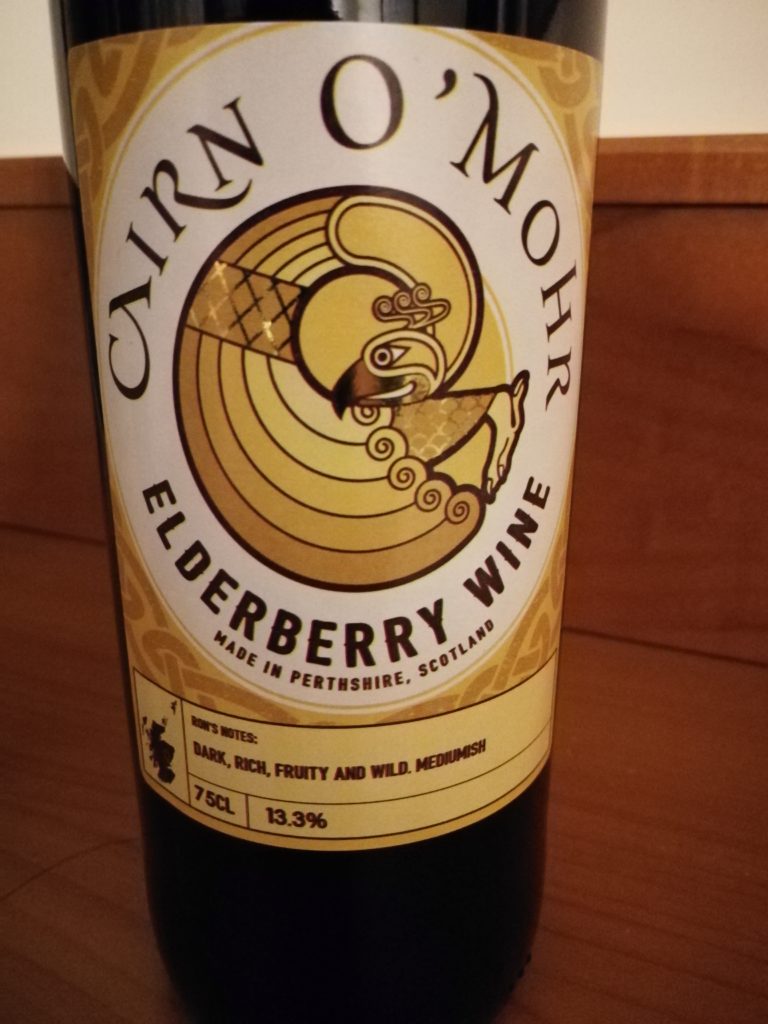 CAIRN O'MOHR
ELDERBERRY WINE
MADE IN PERTHSHIRE, SCOTLAND
RON'S NOTES:
DARK, RICH, FRUITY AND WILD. MEDIUMISH
75CL 13.3%